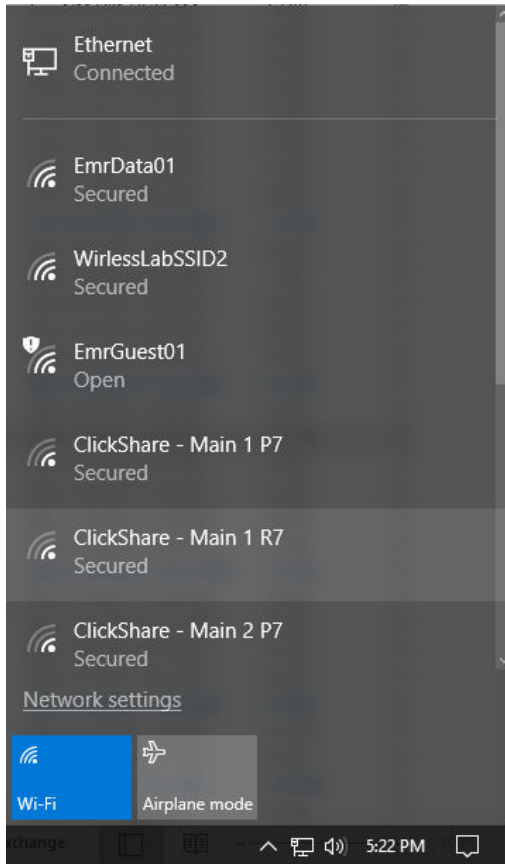 Ethernet
Connected
EmrData01
Secured
WirlessLabSSID2
Secured
EmrGuest01
Open
ClickShare - Main 1 P7
Secured
ClickShare - Main 1 R7
Secured
ClickShare - Main 2 P7
Secured
Network settings
Wi-Fi
Airplane mode
5:22 PM